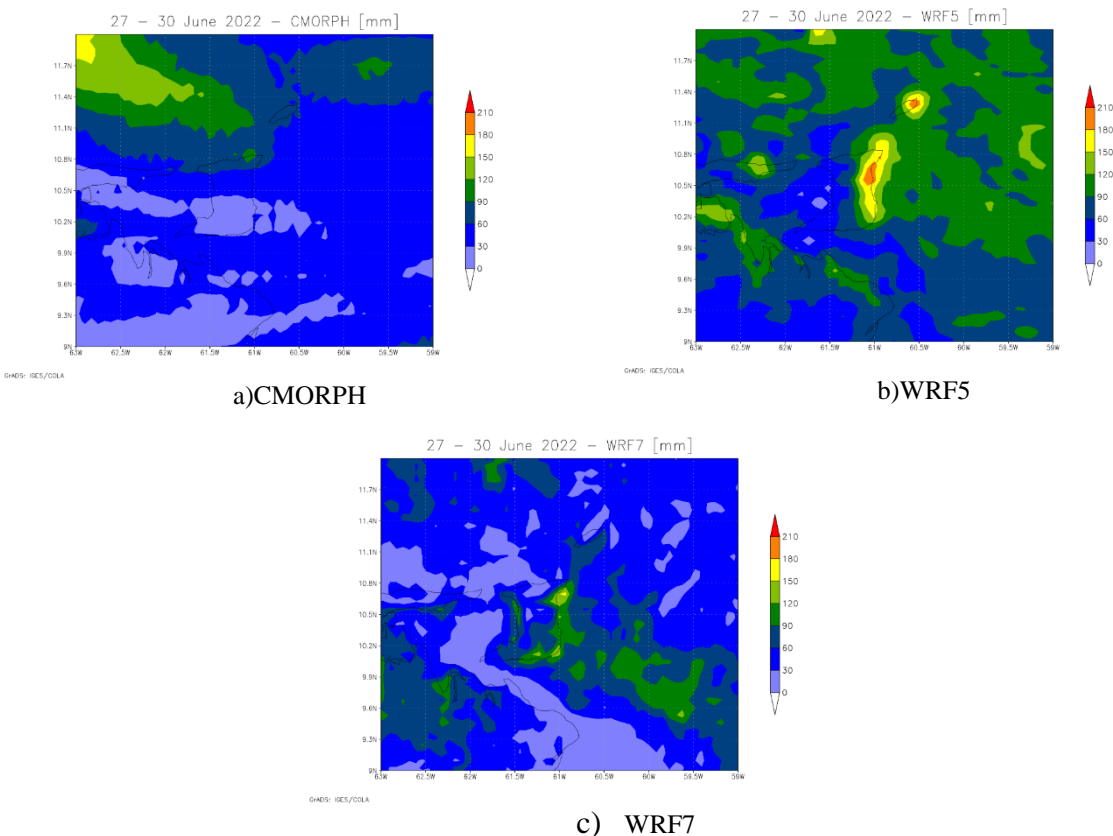 27 – 30 June 2022 – CMORPH [mm]
11.7N
11.4N
11.1N
10.8N
10.5N
10.2N
9.9N
9.6N
9.3N
9N
63W 62.5W 62W 61.5W 61W 60.5W 60W 59.5W 59W
210
180
150
120
90
60
30
0
GrADS: IGES/COLA
a)CMORPH
27 – 30 June 2022 – WRF5 [mm]
11.7N
11.4N
11.1N
10.8N
10.5N
10.2N
9.9N
9.6N
9.3N
9N
63W 62.5W 62W 61.5W 61W 60.5W 60W 59.5W 59W
210
180
150
120
90
60
30
0
GrADS: IGES/COLA
b)WRF5
27 – 30 June 2022 – WRF7 [mm]
11.7N
11.4N
11.1N
10.8N
10.5N
10.2N
9.9N
9.6N
9.3N
9N
63W 62.5W 62W 61.5W 61W 60.5W 60W 59.5W 59W
210
180
150
120
90
60
30
0
GrADS: IGES/COLA
c) WRF7